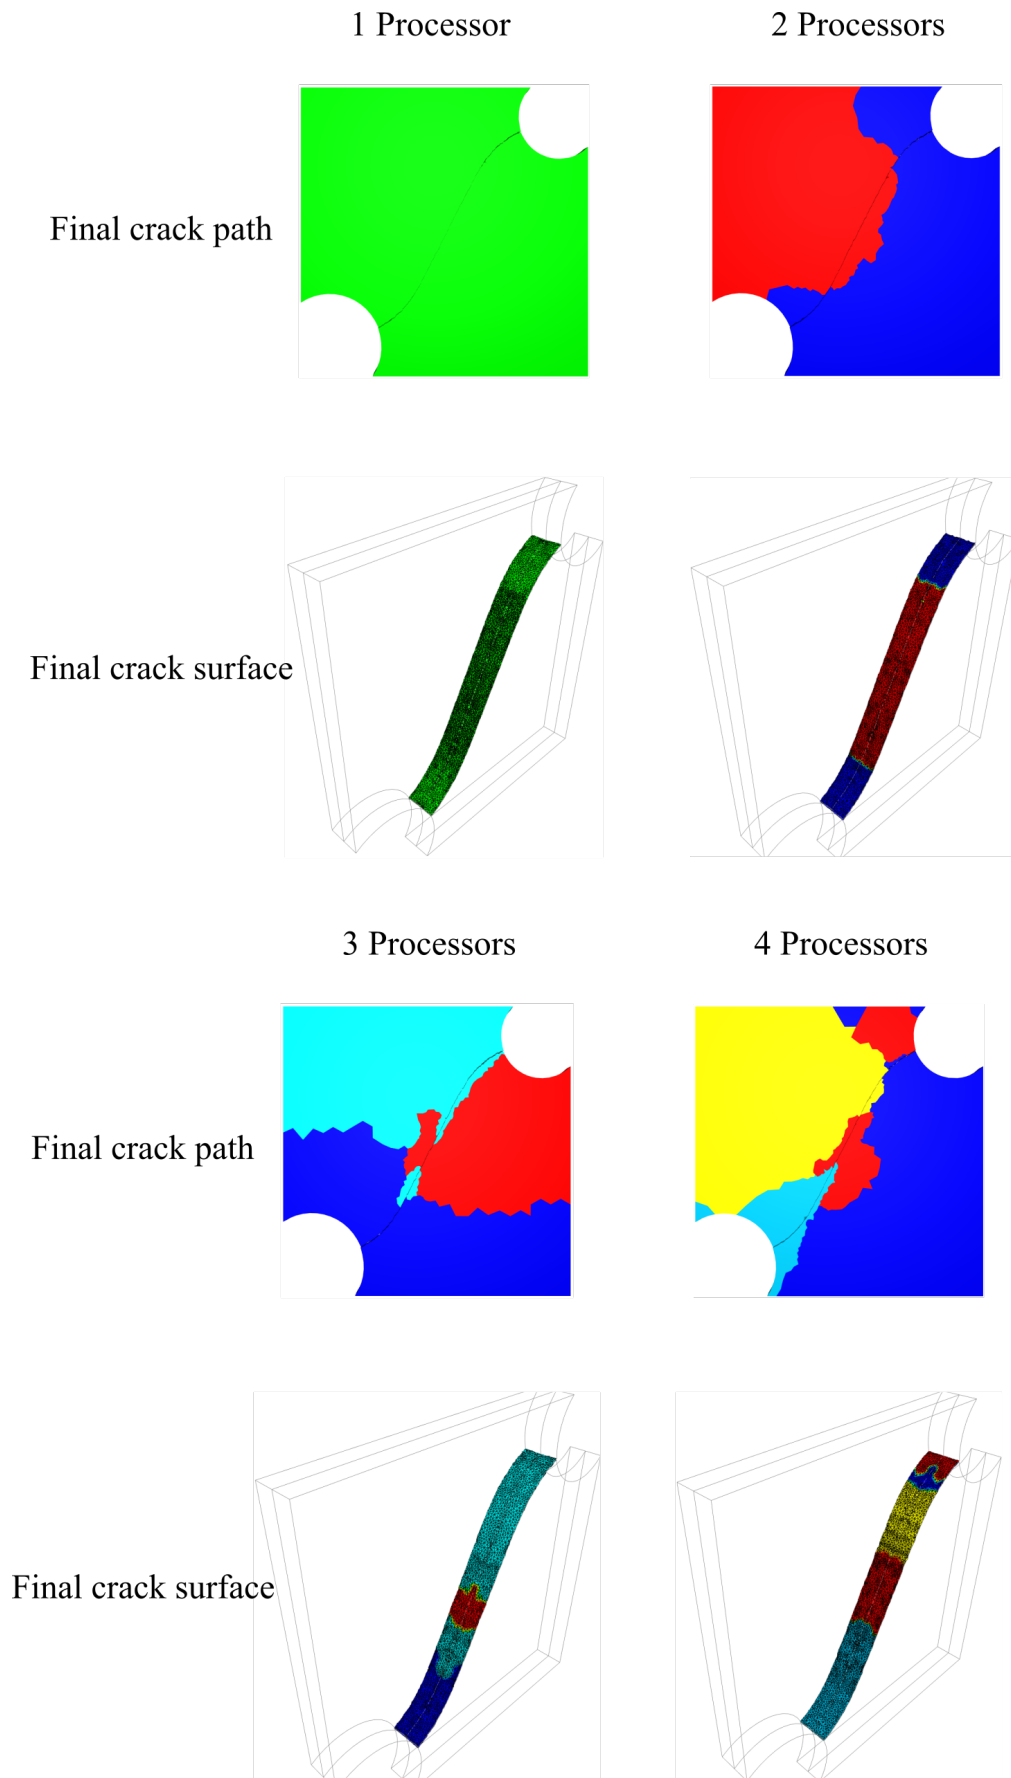 1 Processor
2 Processors
Final crack path
Final crack surface
3 Processors
4 Processors
Final crack path
Final crack surface